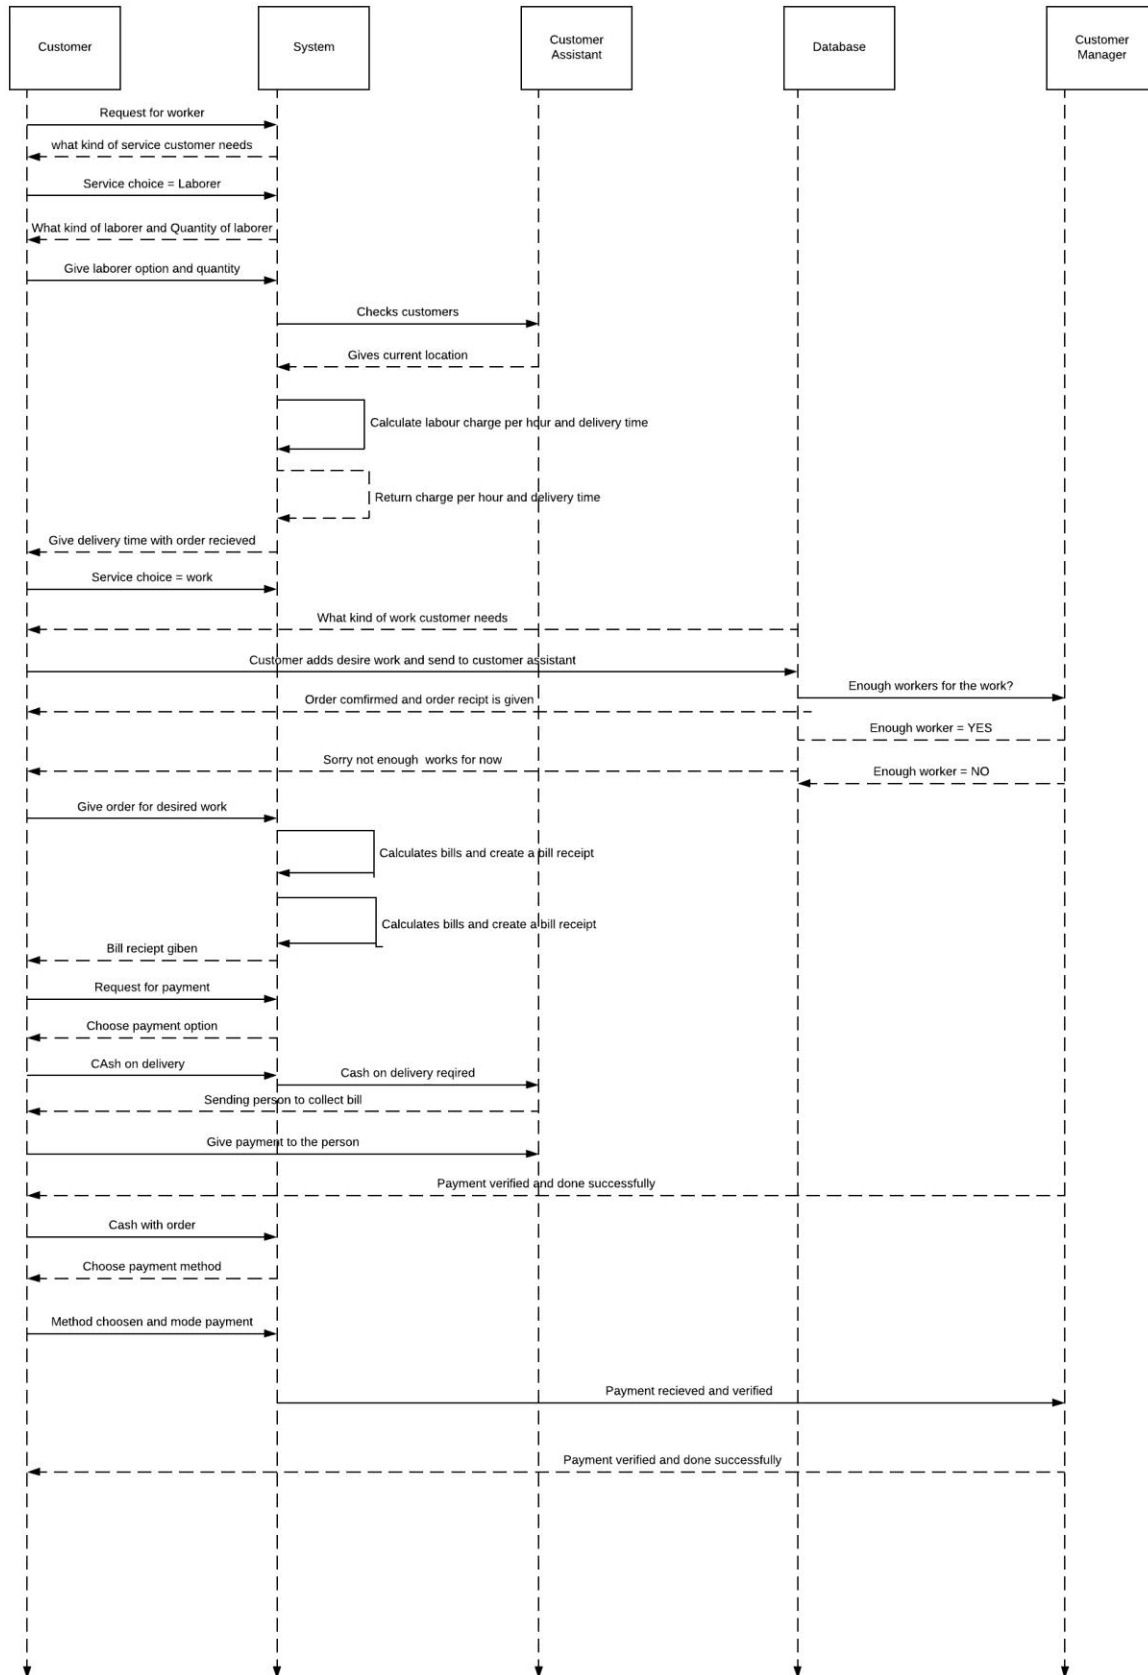 Customer
System
Customer
Assistant
Database
Customer
Manager
Request for worker
what kind of service customer needs
Service choice = Laborer
What kind of laborer and Quantity of laborer
Give laborer option and quantity
Checks customers
Gives current location
Calculate labour charge per hour and delivery time
Return charge per hour and delivery time
Give delivery time with order recieved
Service choice = work
What kind of work customer needs
Customer adds desire work and send to customer assistant
Enough workers for the work?
Order comfirmed and order recipt is given
Enough worker = YES
Sorry not enough works for now
Enough worker = NO
Give order for desired work
Calculates bills and create a bill receipt
Calculates bills and create a bill receipt
Bill reciept giben
Request for payment
Choose payment option
CAsh on delivery
Cash on delivery reqired
Sending person to collect bill
Give payment to the person
Payment verified and done successfully
Cash with order
Choose payment method
Method choosen and mode payment
Payment recieved and verified
Payment verified and done successfully